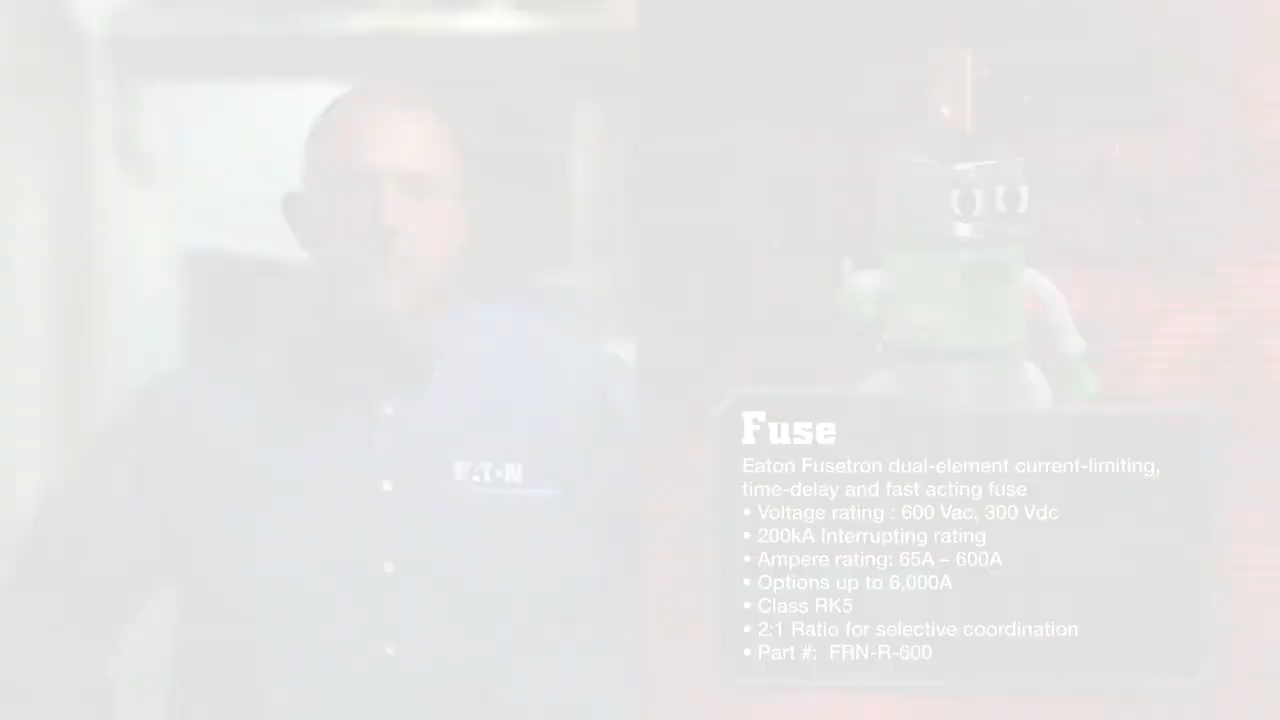 EATON
Fuse
Eaton Fusetron dual-element current-limiting,
time-delay and fast acting fuse
• Voltage rating : 600 Vac, 300 Vdc
• 200kA Interrupting rating
• Ampere rating: 65A – 600A
• Options up to 6,000A
• Class RK5
• 2:1 Ratio for selective coordination
• Part #:  FRN-R-600